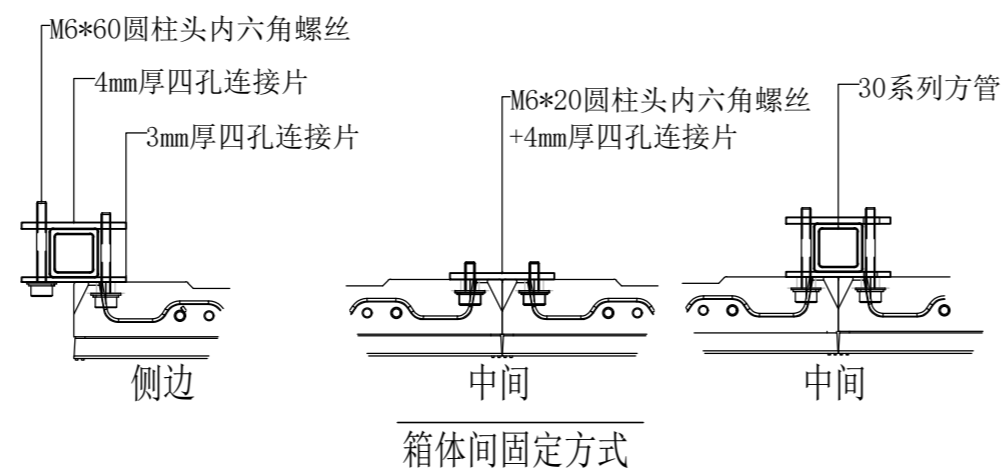 M6*60圆柱头内六角螺丝
4mm厚四孔连接片
3mm厚四孔连接片
M6*20圆柱头内六角螺丝
+4mm厚四孔连接片
30系列方管
侧边
中间
中间
箱体间固定方式